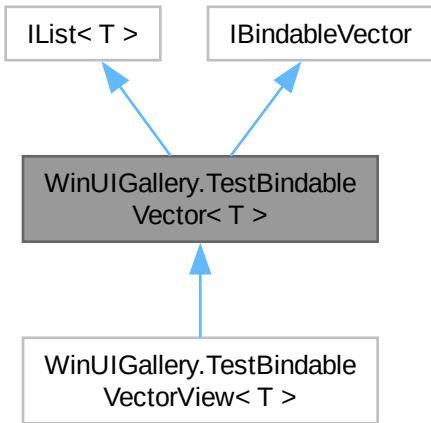 IList< T >
IBindableVector
WinUIGallery.TestBindable
Vector< T >
WinUIGallery.TestBindable
VectorView< T >